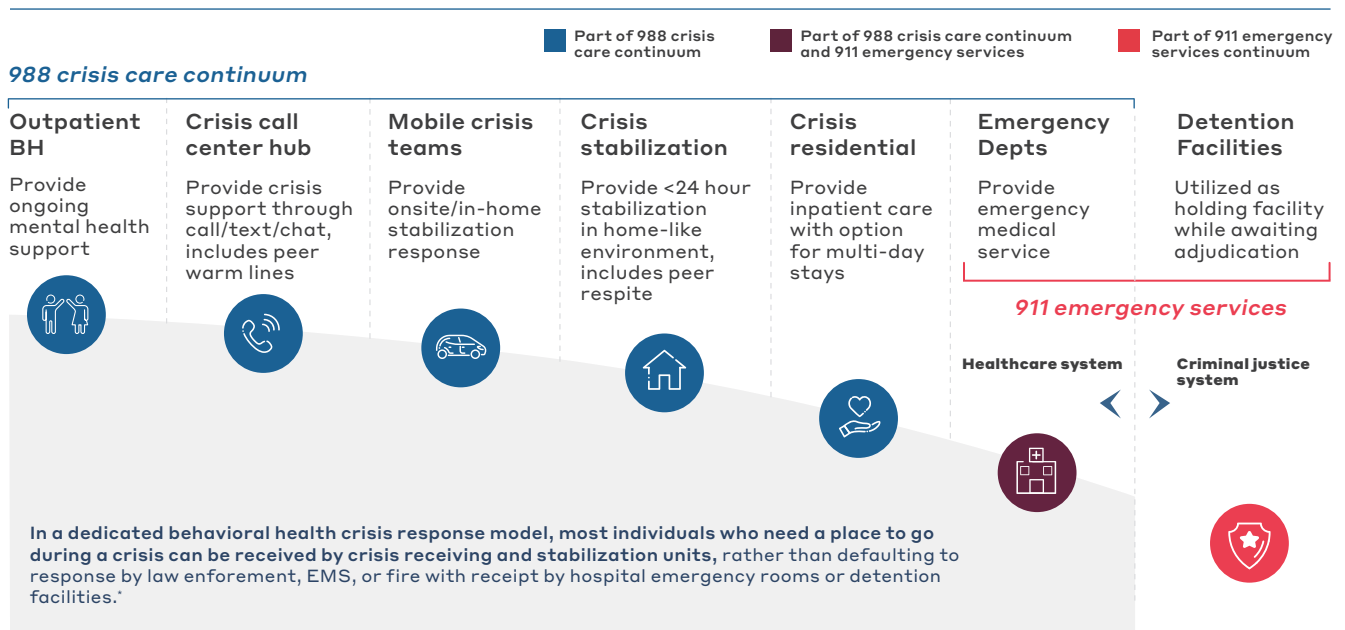 Part of 988 crisis
care continuum
Part of 988 crisis care continuum
and 911 emergency services
Part of 911 emergency
services continuum
988 crisis care continuum
Outpatient
BH
Provide
ongoing
mental health
support
Crisis call
center hub
Provide crisis
support through
call/text/chat,
includes peer
warm lines
Mobile crisis
teams
Provide
onsite/in-home
stabilization
response
Crisis
stabilization
Provide <24 hour
stabilization
in home-like
environment,
includes peer
respite
Crisis
residential
Provide
inpatient care
with option
for multi-day
stays
Emergency
Depts
Provide
emergency
medical
service
Detention
Facilities
Utilized as
holding facility
while awaiting
adjudication
911 emergency services
Healthcare system
Criminal justice
system
In a dedicated behavioral health crisis response model, most individuals who need a place to go
during a crisis can be received by crisis receiving and stabilization units, rather than defaulting to
response by law enforement, EMS, or fire with receipt by hospital emergency rooms or detention
facilities.*